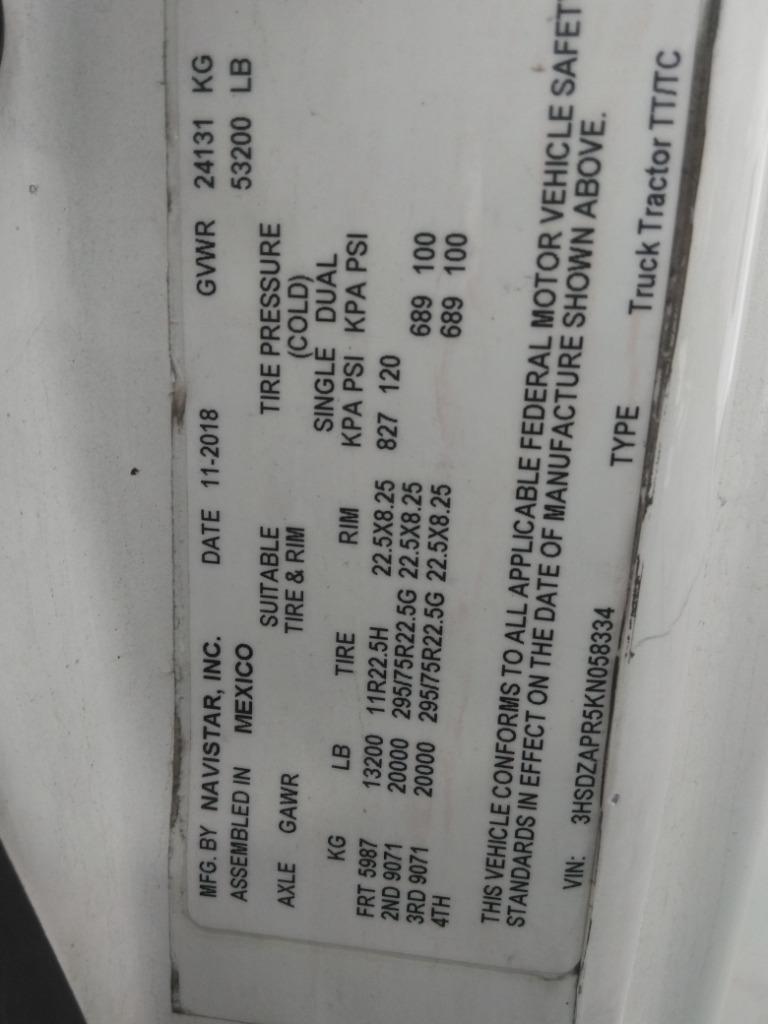 MFG. BY NAVISTAR, INC. DATE 11-2018 GVWR 24131 KG
ASSEMBLED IN MEXICO 53200 LB
AXLE GAWR SUITABLE TIRE PRESSURE
TIRE & RIM (COLD)
SINGLE DUAL
KG LB TIRE RIM KPA PSI KPA PSI
FRT 5987 13200 11R22.5H 22.5X8.25 827 120
2ND 9071 20000 295/75R22.5G 22.5X8.25 689 100
3RD 9071 20000 295/75R22.5G 22.5X8.25 689 100
4TH
THIS VEHICLE CONFORMS TO ALL APPLICABLE FEDERAL MOTOR VEHICLE SAFET
STANDARDS IN EFFECT ON THE DATE OF MANUFACTURE SHOWN ABOVE.
VIN: 3HSDZAPR5KN058334 TYPE Truck Tractor TT/TC